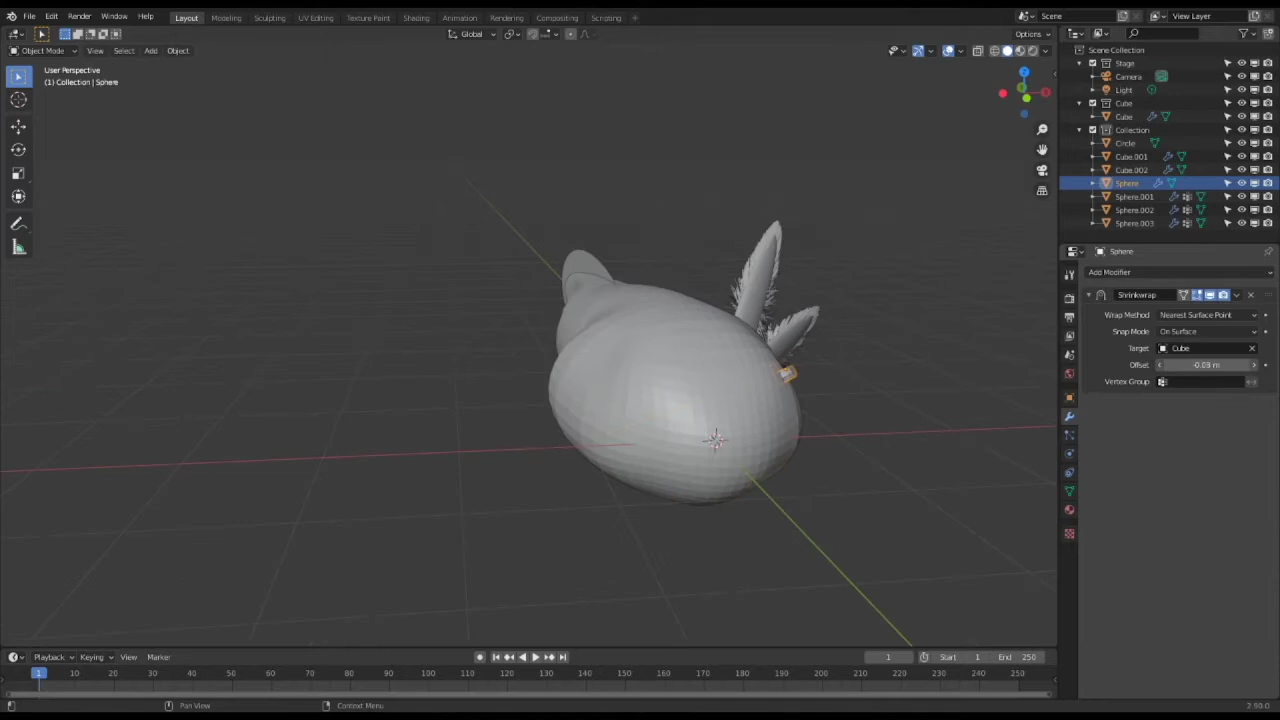 File Edit Render Window Help Layout Modeling Sculpting UV Editing Texture Paint Shading Animation Rendering Compositing Scripting + Scene View Layer
Global Options
Object Mode View Select Add Object
User Perspective
(1) Collection | Sphere
Z
Scene Collection
Stage
Camera
Light
Cube
Cube
Collection
Circle
Cube.001
Cube.002
Sphere
Sphere.001
Sphere.002
Sphere.003
Sphere
Add Modifier
Shrinkwrap
Wrap Method Nearest Surface Point
Snap Mode On Surface
Target Cube
Offset -0.03 m
Vertex Group
Playback Keying View Marker 1 Start 1 End 250
1 10 20 30 40 50 60 70 80 90 100 110 120 130 140 150 160 170 180 190 200 210 220 230 240 250
Pan View Context Menu 2.90.0